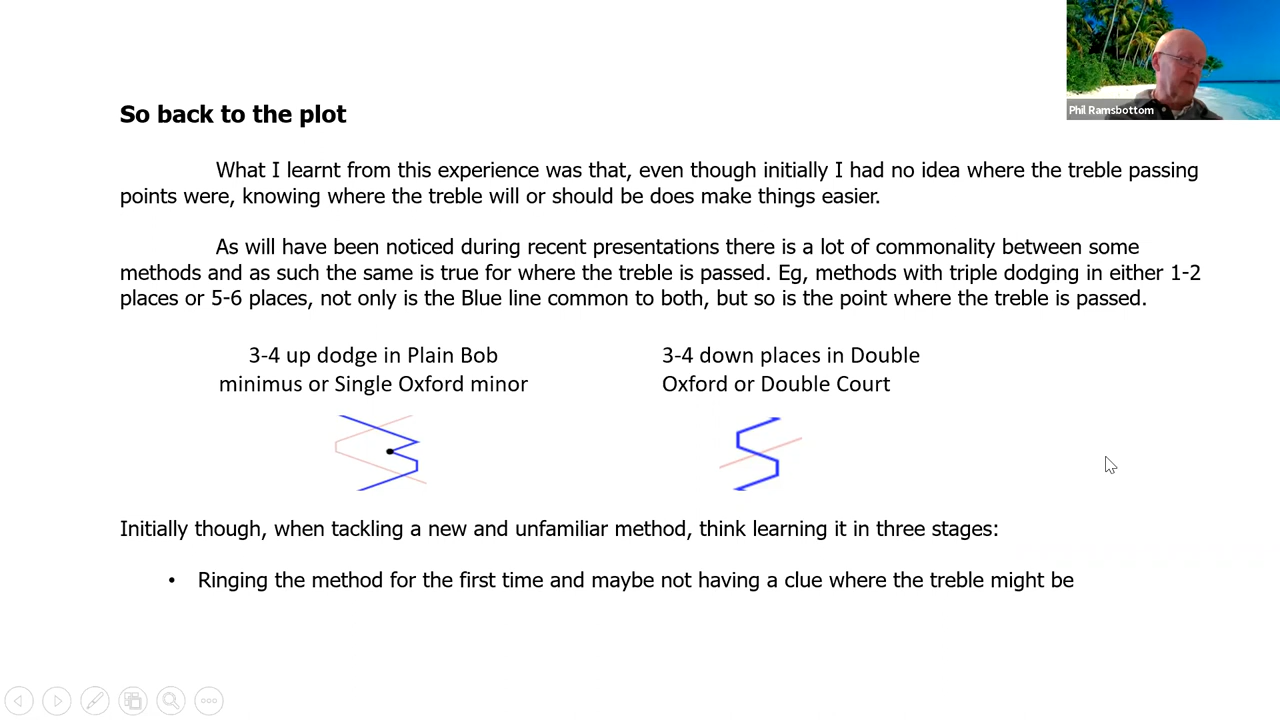 Phil Ramsbottom
So back to the plot
What I learnt from this experience was that, even though initially I had no idea where the treble passing
points were, knowing where the treble will or should be does make things easier.
As will have been noticed during recent presentations there is a lot of commonality between some
methods and as such the same is true for where the treble is passed. Eg, methods with triple dodging in either 1-2
places or 5-6 places, not only is the Blue line common to both, but so is the point where the treble is passed.
3-4 up dodge in Plain Bob
minimus or Single Oxford minor
3-4 down places in Double
Oxford or Double Court
Initially though, when tackling a new and unfamiliar method, think learning it in three stages:
• Ringing the method for the first time and maybe not having a clue where the treble might be